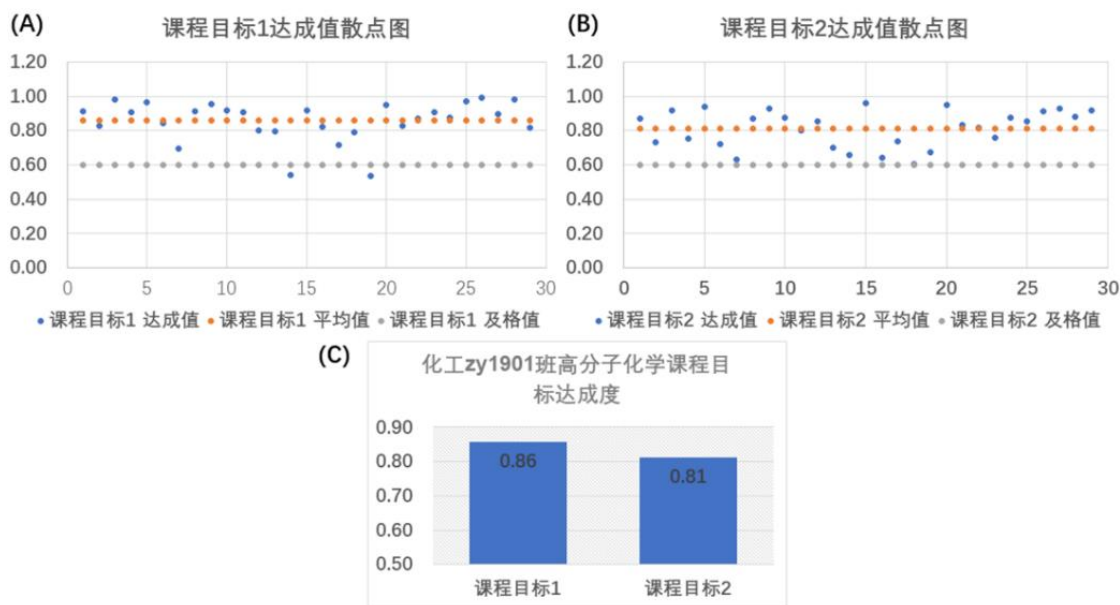 (A)
课程目标1达成值散点图
1.20
1.00
0.80
0.60
0.40
0.20
0.00
0 5 10 15 20 25 30
课程目标1 达成值 课程目标1 平均值 课程目标1 及格值
(B)
课程目标2达成值散点图
1.20
1.00
0.80
0.60
0.40
0.20
0.00
0 5 10 15 20 25 30
课程目标2 达成值 课程目标2 平均值 课程目标2 及格值
(C)
化工zy1901班高分子化学课程目
标达成度
0.90
0.80
0.70
0.60
0.50
0.86
0.81
课程目标1 课程目标2